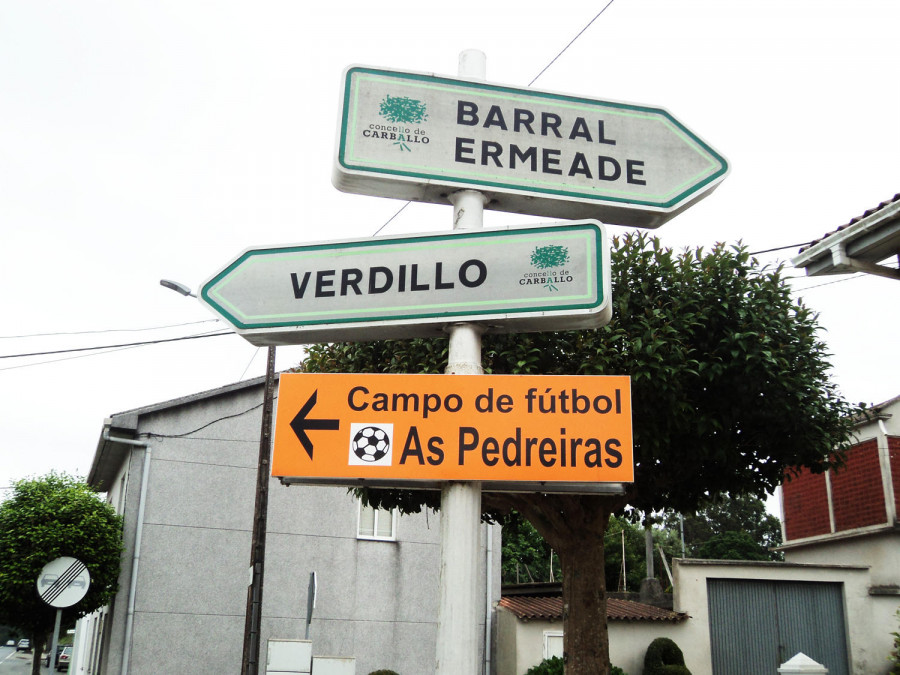 concello de
CARBALLO
BARRAL
ERMEADE
VERDILLO
concello de
CARBALLO
Campo de fútbol
As Pedreiras